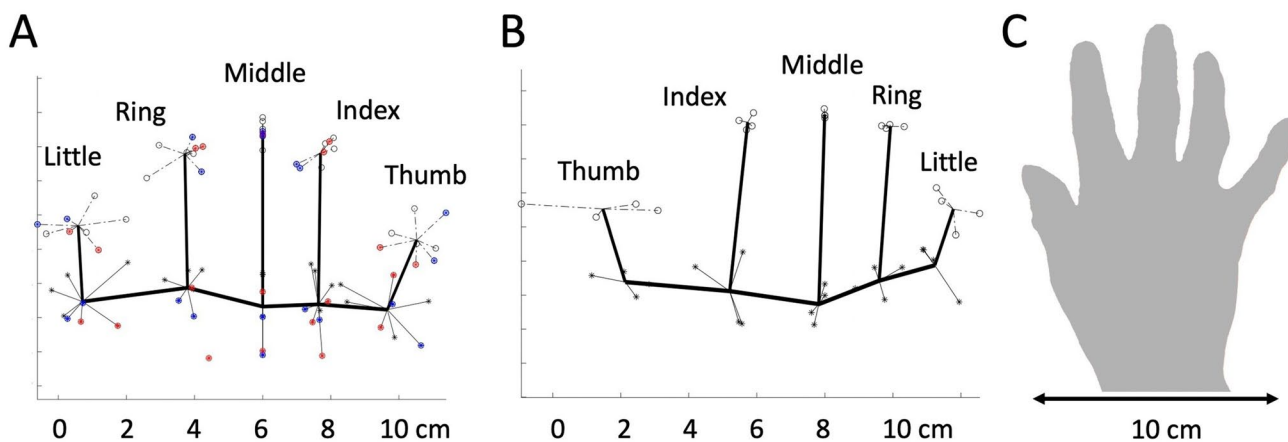 A
B
C
Middle
Ring
Index
Little
Thumb
0 2 4 6 8 10 cm
Middle
Index
Ring
Thumb
Little
0 2 4 6 8 10 cm
10 cm